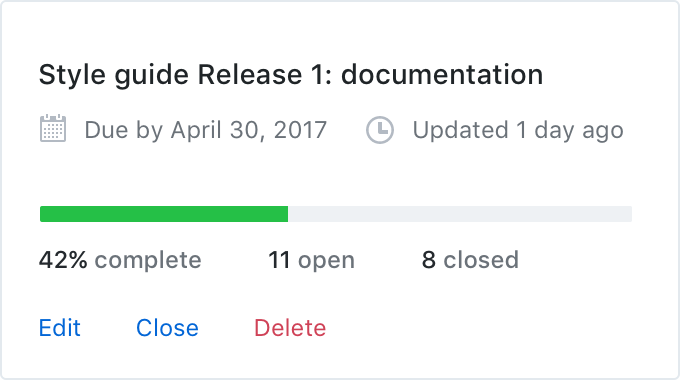 Style guide Release 1: documentation
Due by April 30, 2017 Updated 1 day ago
42% complete 11 open 8 closed
Edit Close Delete